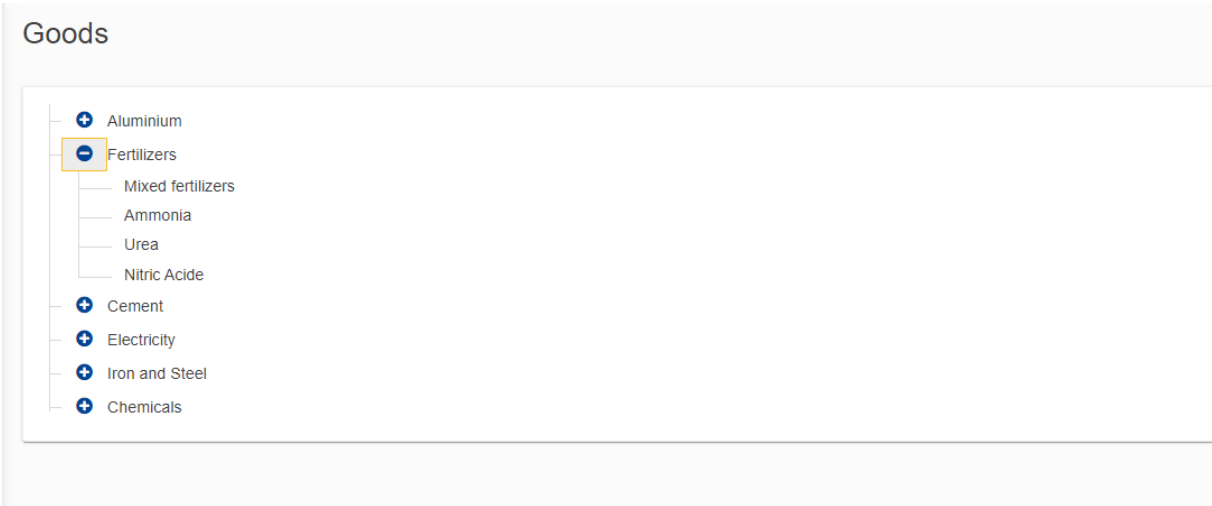 Goods
Aluminium
Fertilizers
Mixed fertilizers
Ammonia
Urea
Nitric Acide
Cement
Electricity
Iron and Steel
Chemicals